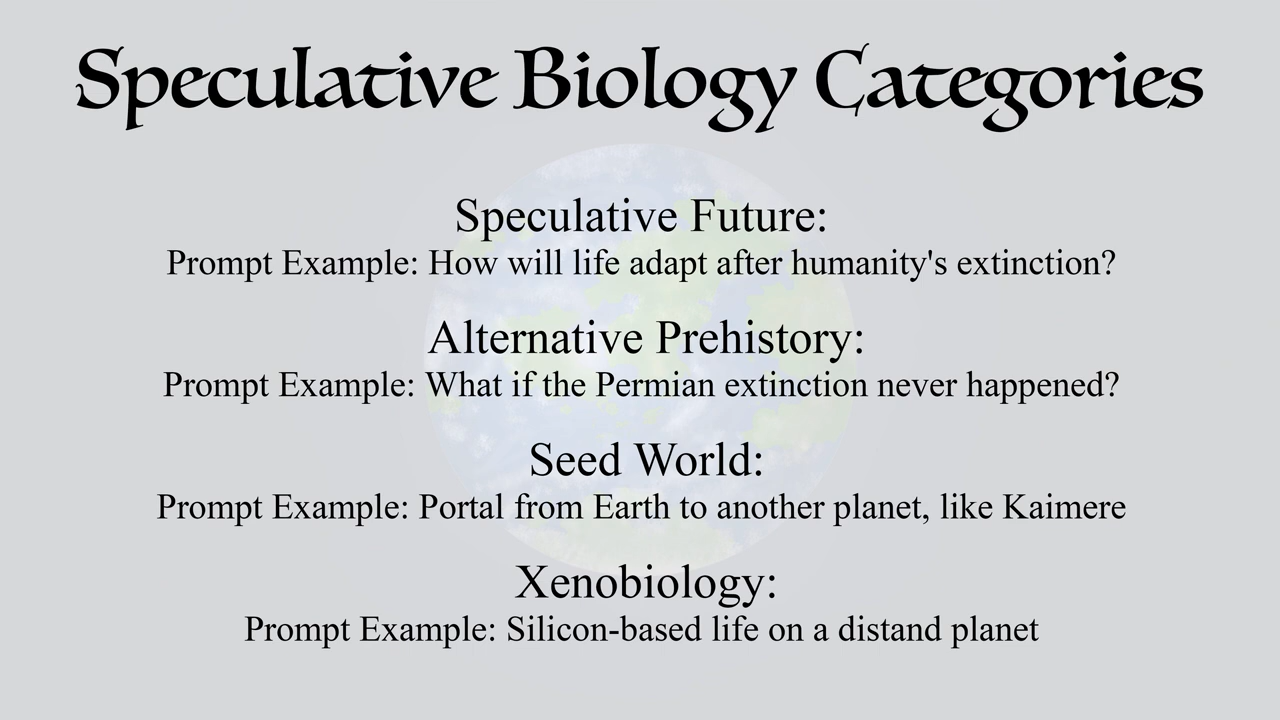 Speculative Biology Categories
Speculative Future:
Prompt Example: How will life adapt after humanity's extinction?
Alternative Prehistory:
Prompt Example: What if the Permian extinction never happened?
Seed World:
Prompt Example: Portal from Earth to another planet, like Kaimere
Xenobiology:
Prompt Example: Silicon-based life on a distand planet